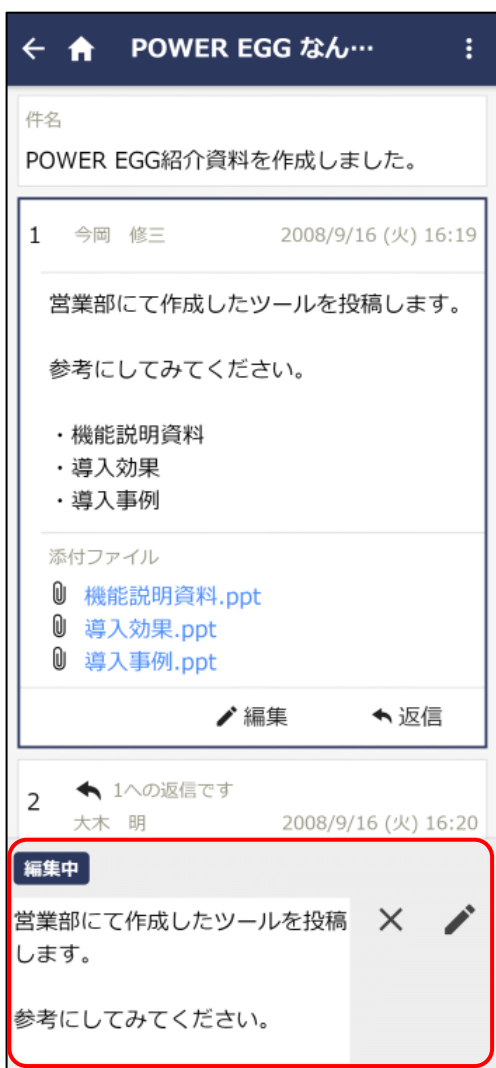 POWER EGG なん…
件名
POWER EGG紹介資料を作成しました。
1 今岡 修三 2008/9/16 (火) 16:19
営業部にて作成したツールを投稿します。
参考にしてみてください。
・機能説明資料
・導入効果
・導入事例
添付ファイル
機能説明資料.ppt
導入効果.ppt
導入事例.ppt
編集 返信
2 1への返信です
大木 明 2008/9/16 (火) 16:20
編集中
営業部にて作成したツールを投稿
します。
参考にしてみてください。